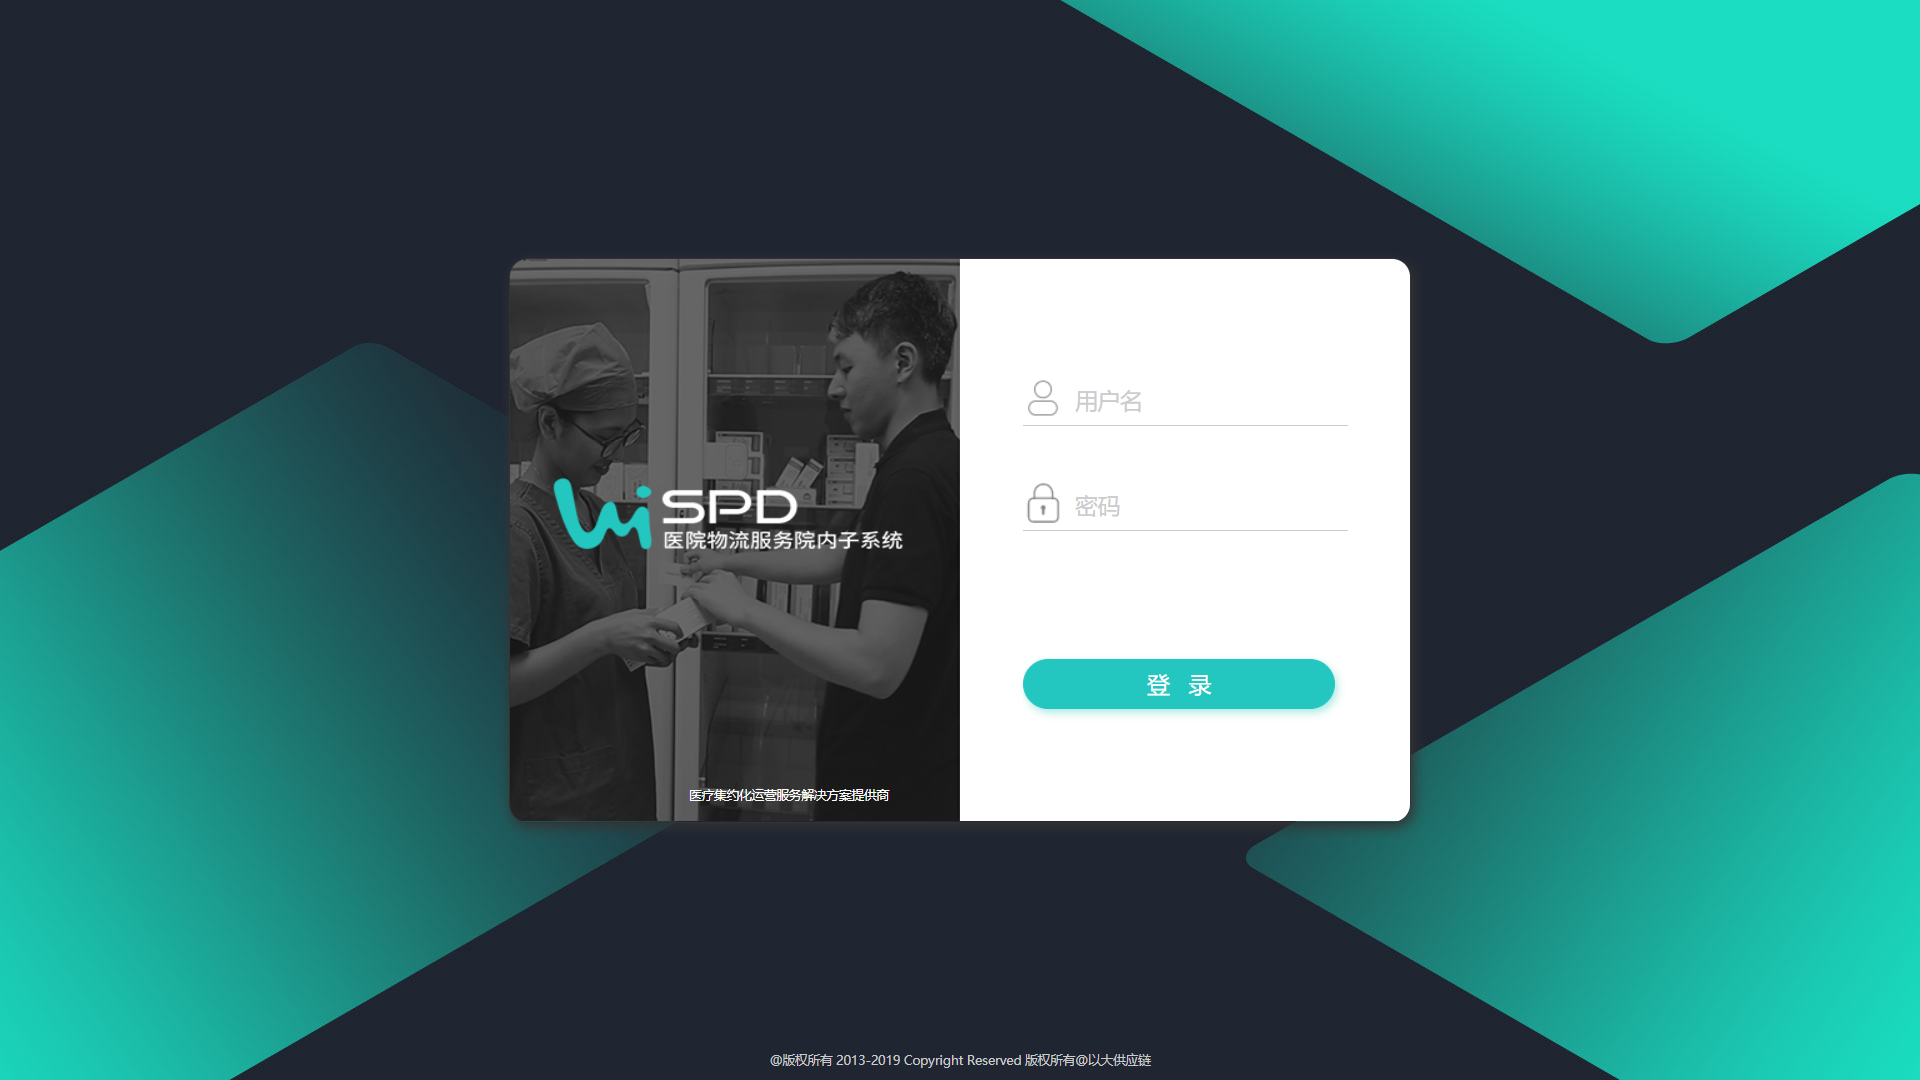 SPD
医院物流服务院内子系统
医疗集约化运营服务解决方案提供商
用户名
密码
登 录
@版权所有 2013-2019 Copyright Reserved 版权所有@以大供应链